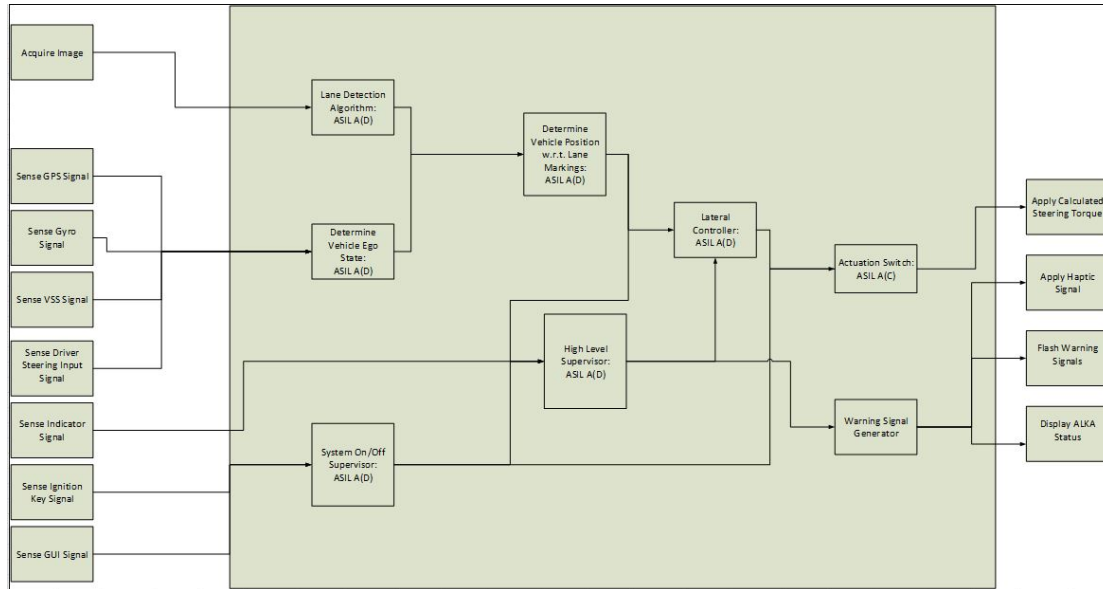 Acquire Image
Sense GPS Signal
Sense Gyro
Signal
Sense VSS Signal
Sense Driver
Steering Input
Signal
Sense Indicator
Signal
Sense Ignition
Key Signal
Sense GUI Signal
Lane Detection
Algorithm:
ASIL A(D)
Determine
Vehicle Ego
State:
ASIL A(D)
System On/Off
Supervisor:
ASIL A(D)
Determine
Vehicle Position
w.r.t. Lane
Markings:
ASIL A(D)
High Level
Supervisor:
ASIL A(D)
Lateral
Controller:
ASIL A(D)
Actuation Switch:
ASIL A(C)
Warning Signal
Generator
Apply Calculated
Steering Torque
Apply Haptic
Signal
Flash Warning
Signals
Display ALKA
Status